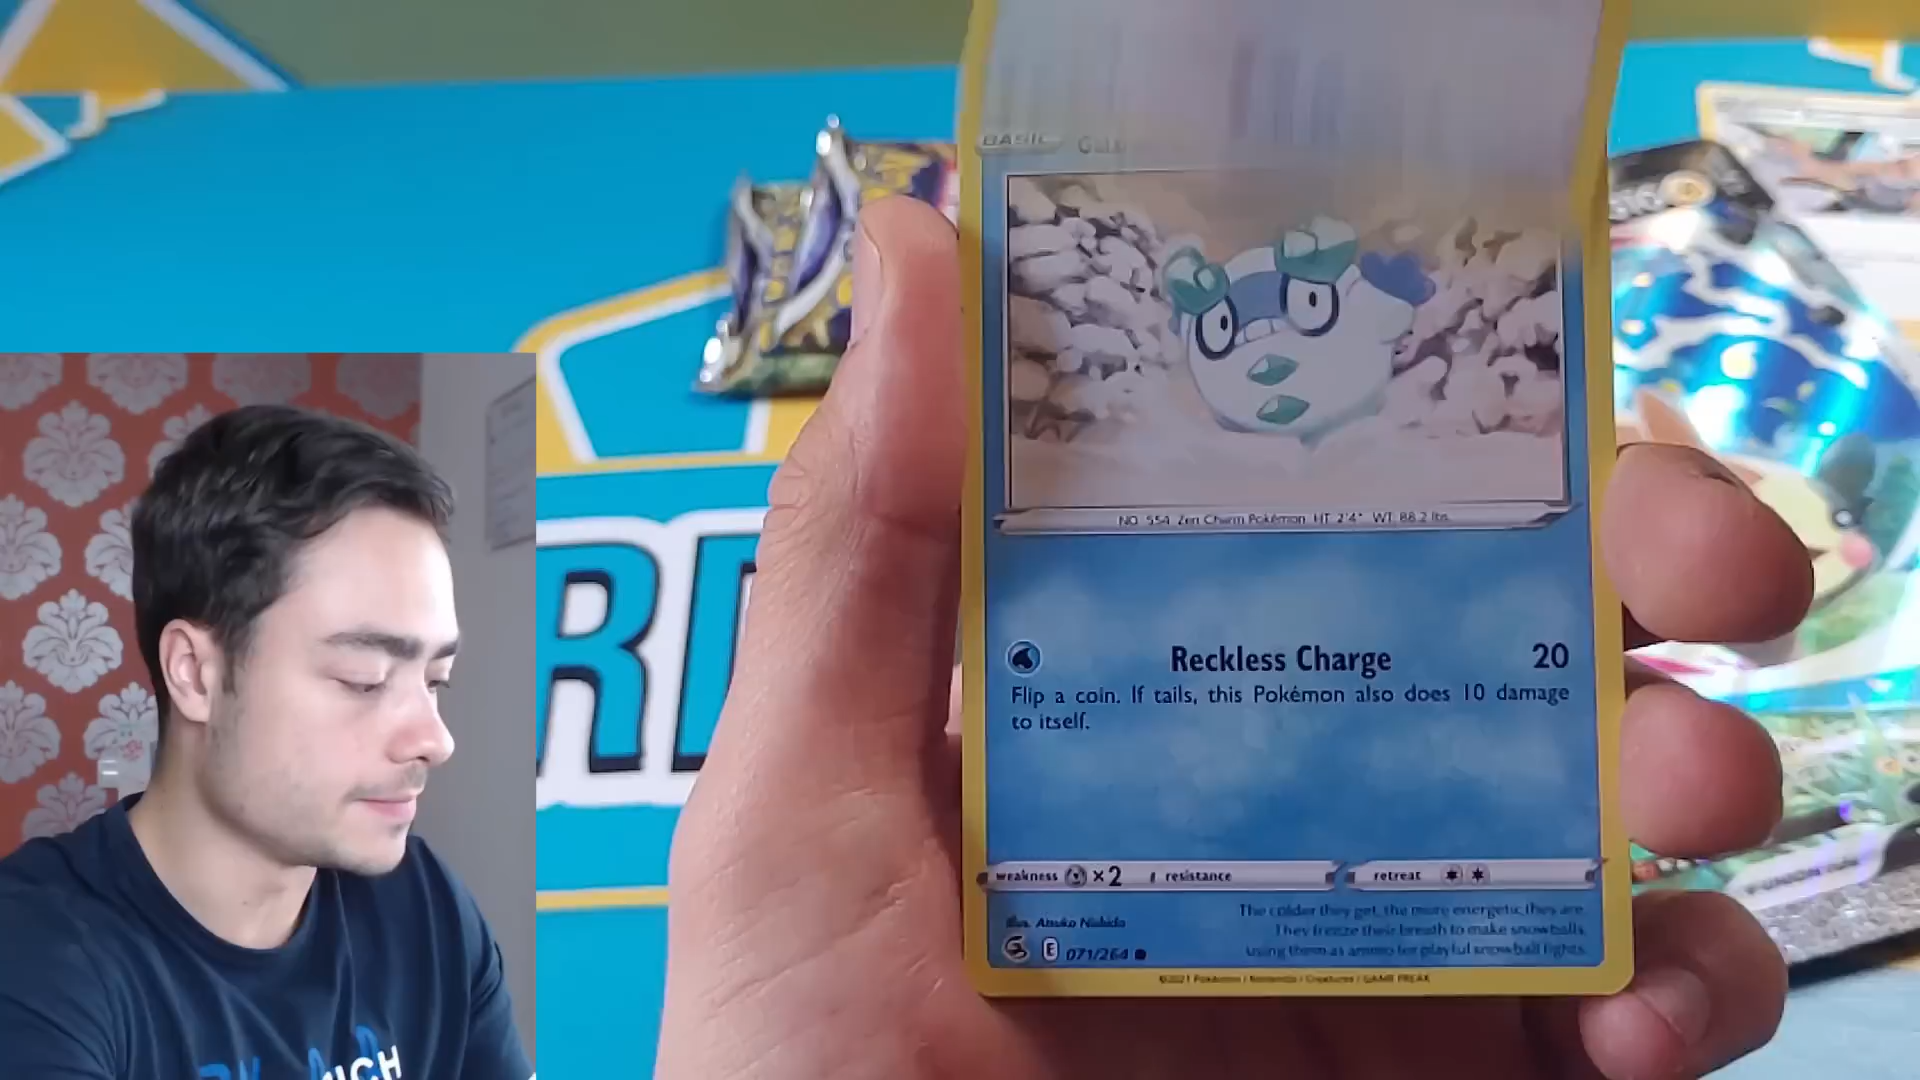 BASIC
NO. 554 Zen Charm Pokémon HT: 2'4" WT: 88.2 lbs.
Reckless Charge 20
Flip a coin. If tails, this Pokémon also does 10 damage
to itself.
weakness ×2 resistance retreat
Illus. Atsuko Nishida
The colder they get, the more energetic they are.
They freeze their breath to make snowballs,
using them as ammo for playful snowball fights.
E 071/264
©2021 Pokémon / Nintendo / Creatures / GAME FREAK
RD